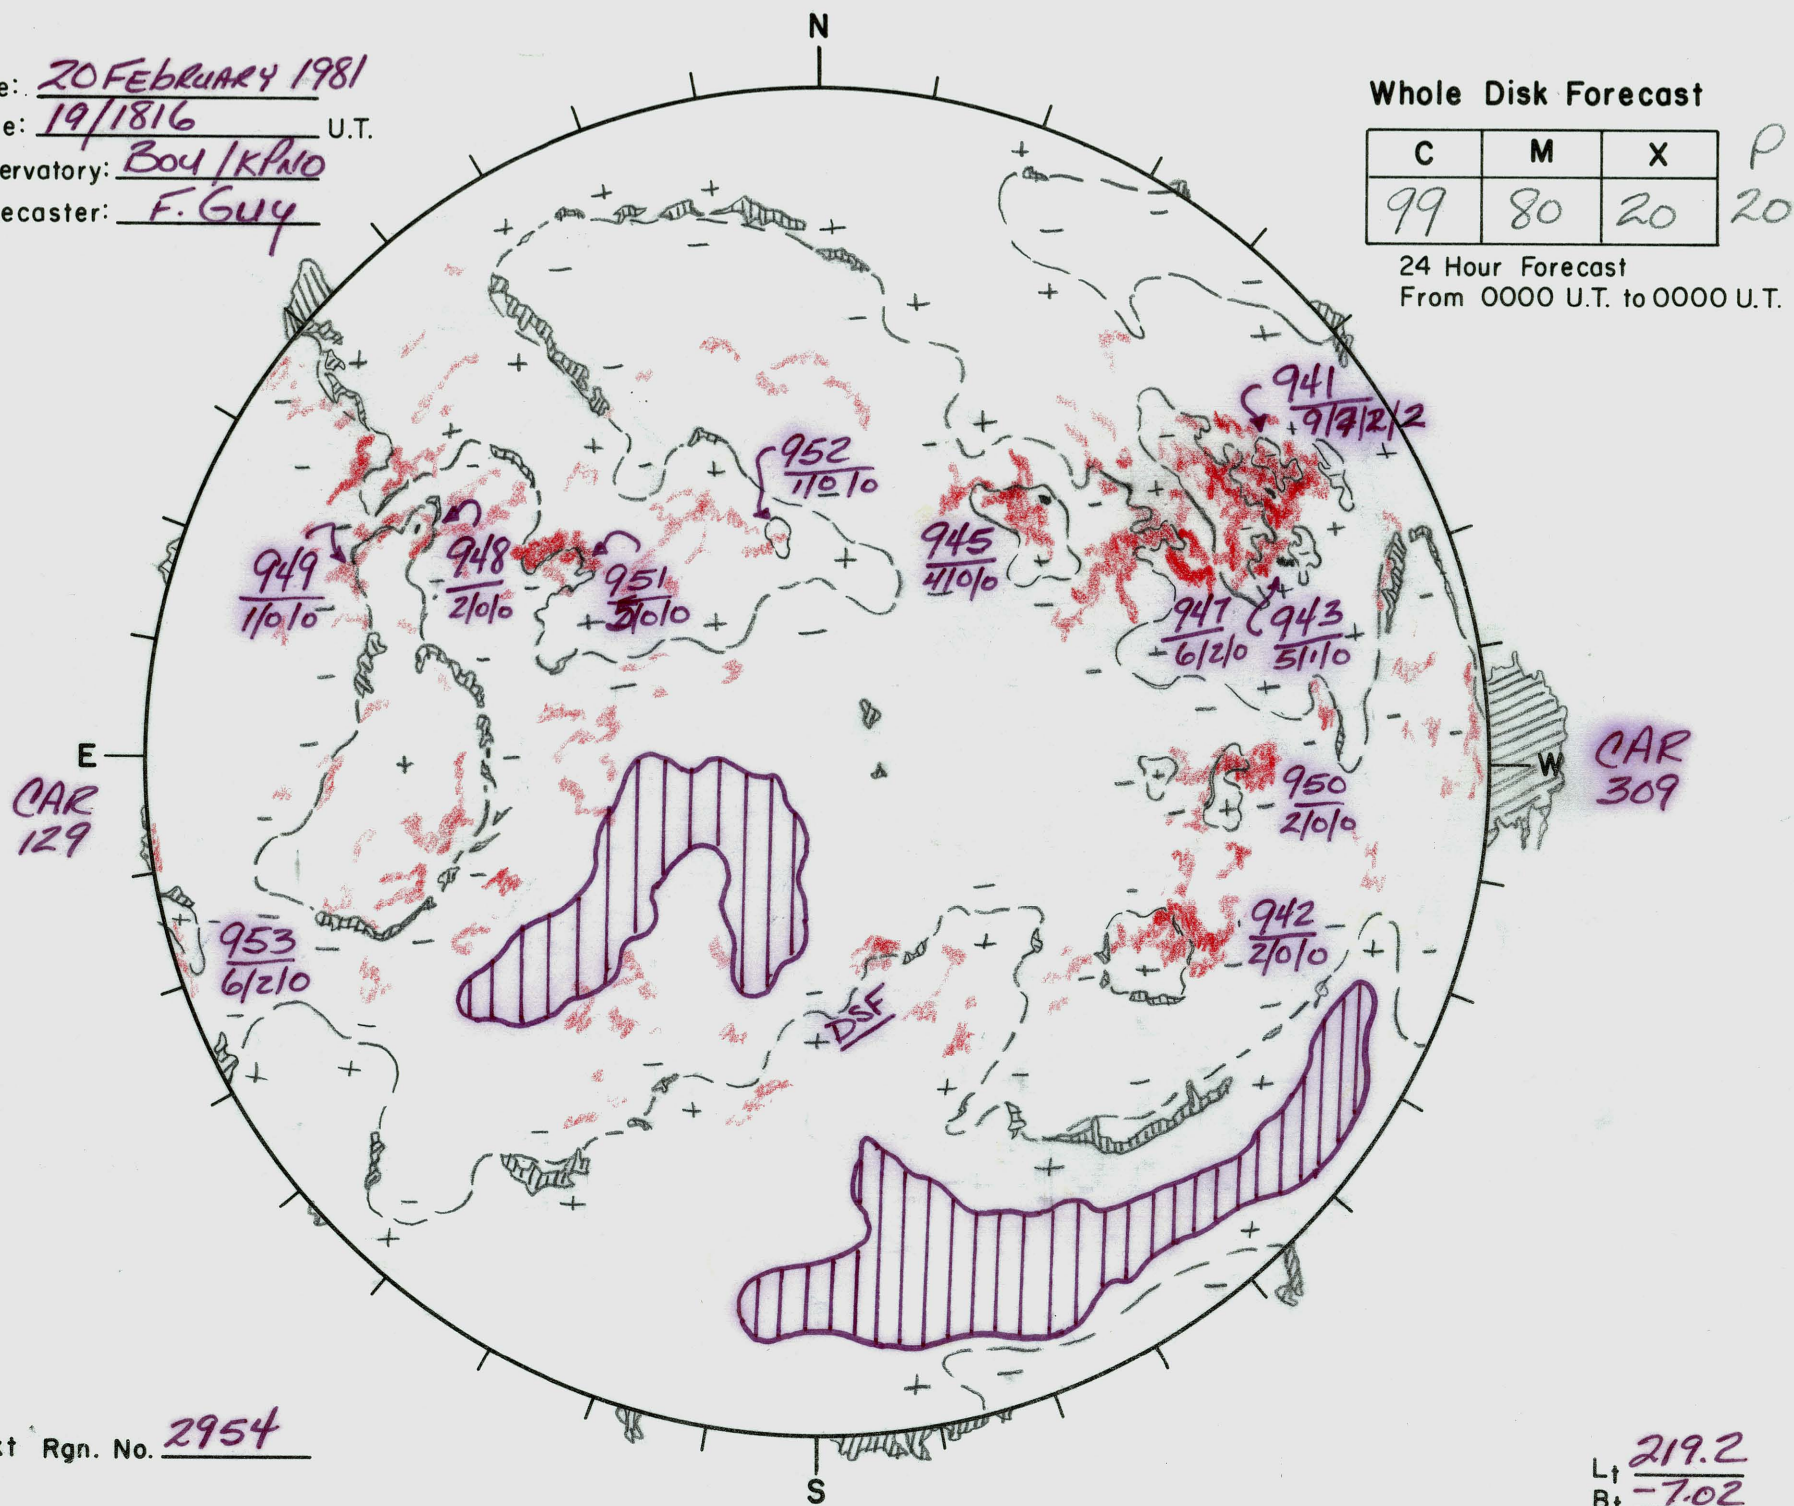 N
e: 20 FEBRUARY 1981
e: 19/1816 U.T.
ervatory: BOU/KPNO
ecaster: F. Guy
Whole Disk Forecast
C M X P
99 80 20 20
24 Hour Forecast
From 0000 U.T. to 0000 U.T.
941
952
1/0/0
945
4/0/0
949
1/0/0
948
2/0/0
951
947
6/2/0
943
5/1/0
E
W
CAR
129
CAR
309
950
2/0/0
942
2/0/0
953
6/2/0
DSF
S
xt Rgn. No. 2954
Lt 219.2
Bt -7.02